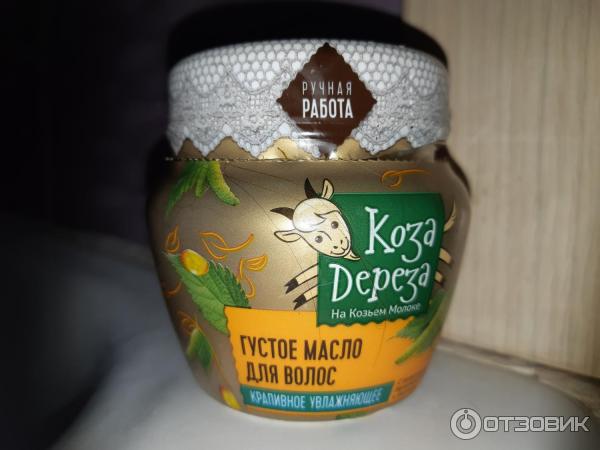 РУЧНАЯ
РАБОТА
Коза
Дереза
На Козьем Молоке
ГУСТОЕ МАСЛО
ДЛЯ ВОЛОС
КРАПИВНОЕ УВЛАЖНЯЮЩЕЕ
ОТЗОВИК